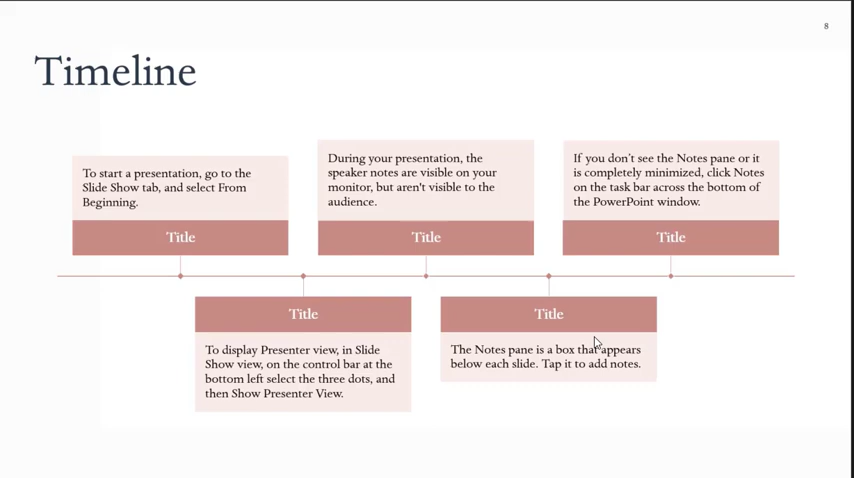 8
Timeline
To start a presentation, go to the
Slide Show tab, and select From
Beginning.
Title
During your presentation, the
speaker notes are visible on your
monitor, but aren't visible to the
audience.
Title
If you don't see the Notes pane or it
is completely minimized, click Notes
on the task bar across the bottom of
the PowerPoint window.
Title
Title
To display Presenter view, in Slide
Show view, on the control bar at the
bottom left select the three dots, and
then Show Presenter View.
Title
The Notes pane is a box that appears
below each slide. Tap it to add notes.